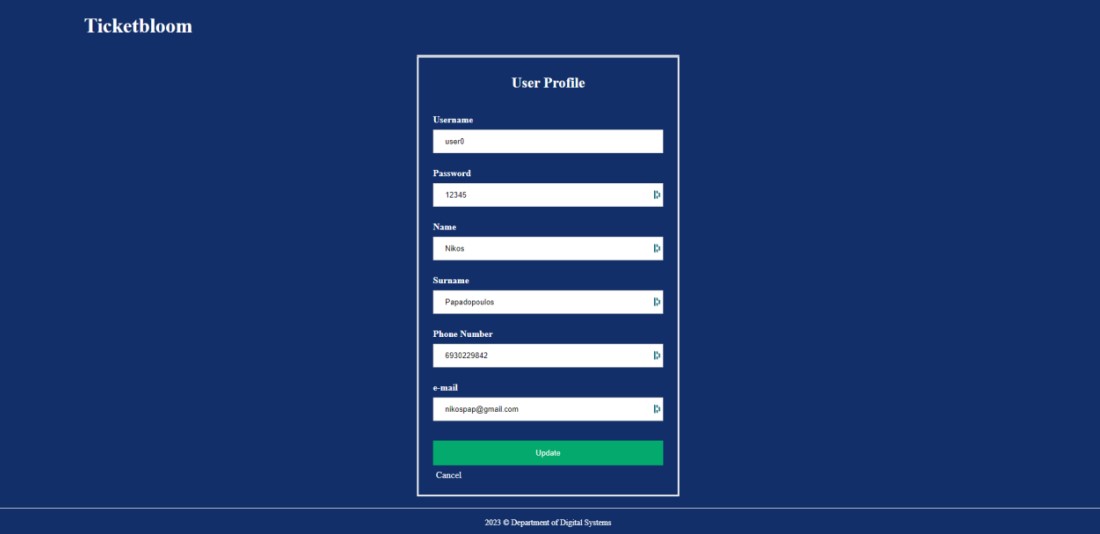 Ticketbloom
User Profile
Username
user0
Password
12345
Name
Nikos
Surname
Papadopoulos
Phone Number
6930229842
e-mail
nikospap@gmail.com
Update
Cancel
2023 © Department of Digital Systems